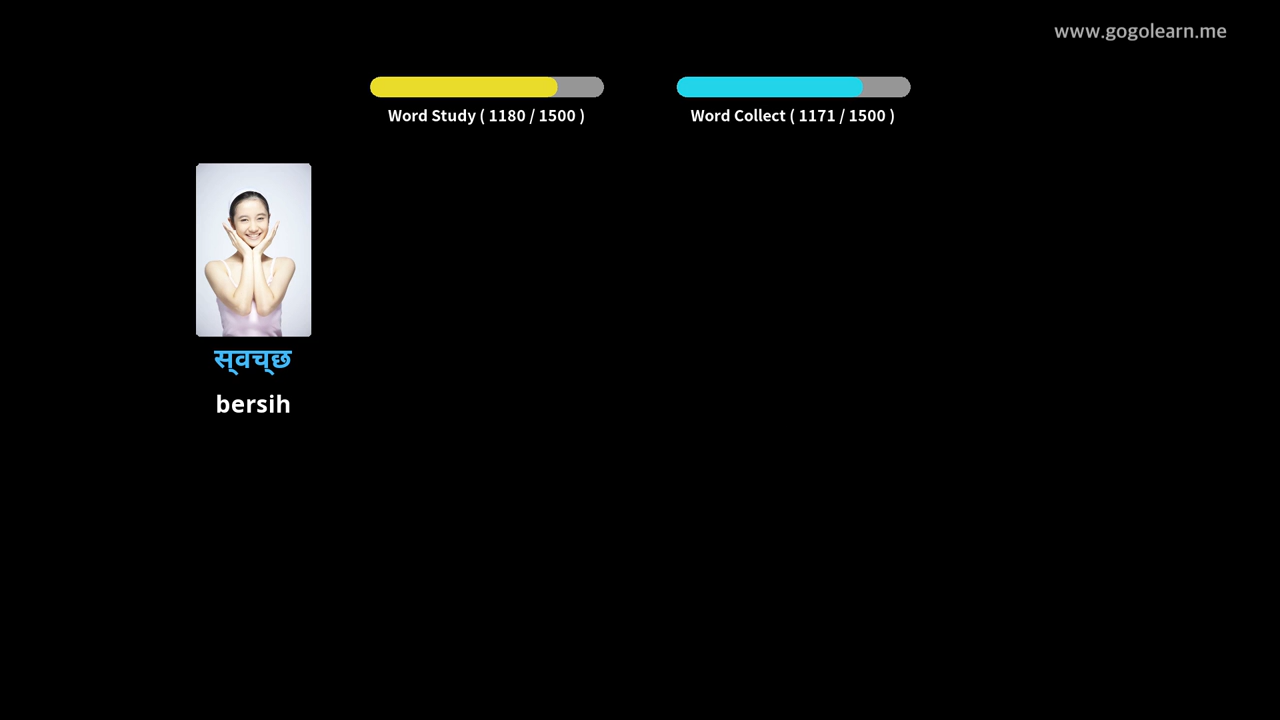 www.gogolearn.me
Word Study ( 1180 / 1500 )
Word Collect ( 1171 / 1500 )
स्‌वच्‌छ
bersih